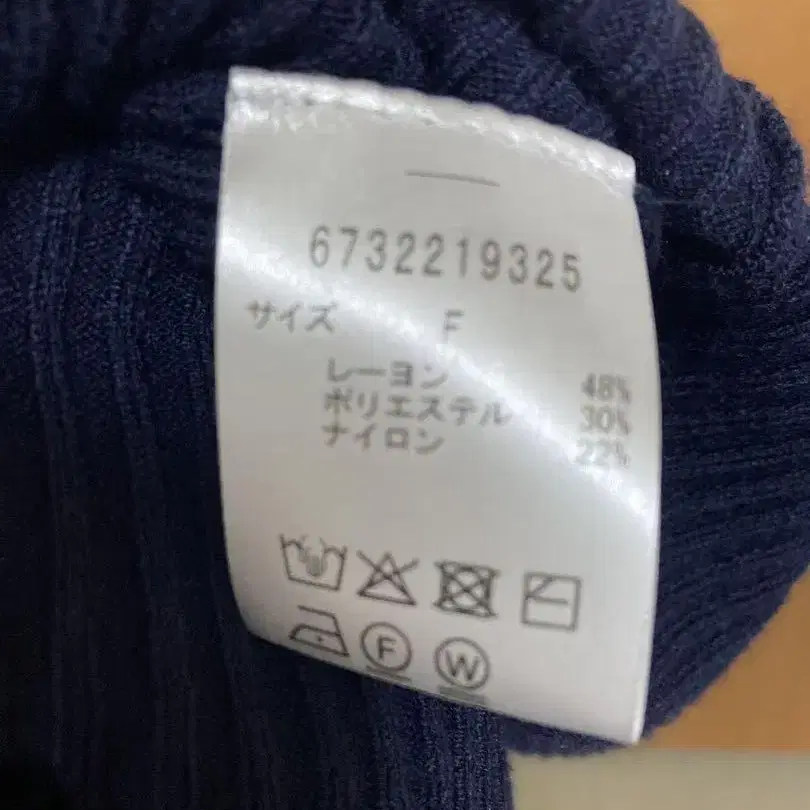 6732219325
サイズ F
レーヨン 48%
ポリエステル 30%
ナイロン 22%
F W